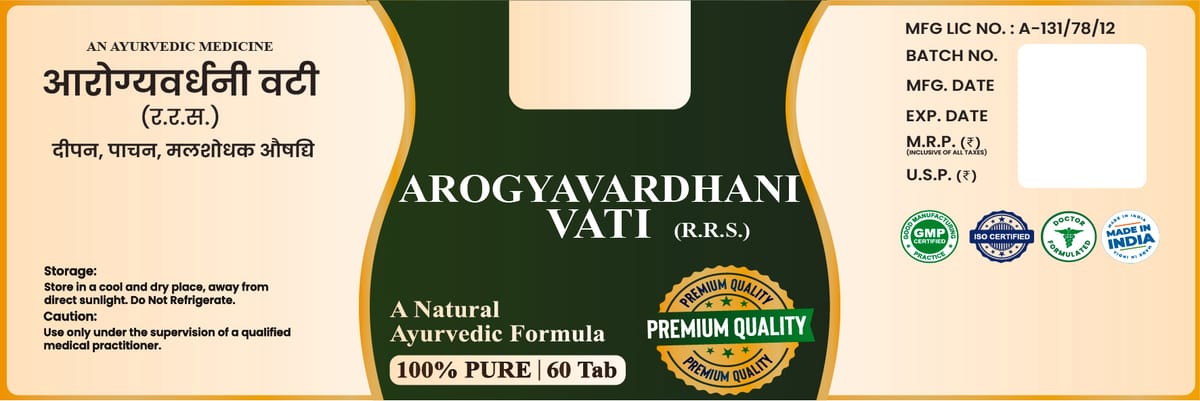 AN AYURVEDIC MEDICINE
आरोग्यवर्धनी वटी
(र.र.स.)
दीपन, पाचन, मलशोधक औषधि
Storage:
Store in a cool and dry place, away from
direct sunlight. Do Not Refrigerate.
Caution:
Use only under the supervision of a qualified
medical practitioner.
AROGYAVARDHANI
VATI (R.R.S.)
A Natural
Ayurvedic Formula
100% PURE | 60 Tab
PREMIUM QUALITY
PREMIUM QUALITY
PREMIUM QUALITY
MFG LIC NO. : A-131/78/12
BATCH NO.
MFG. DATE
EXP. DATE
M.R.P. (₹)
(INCLUSIVE OF ALL TAXES)
U.S.P. (₹)
GOOD MANUFACTURING
GMP
CERTIFIED
PRACTICE
ISO CERTIFIED
DOCTOR
FORMULATED
MADE IN INDIA
MADE IN
INDIA